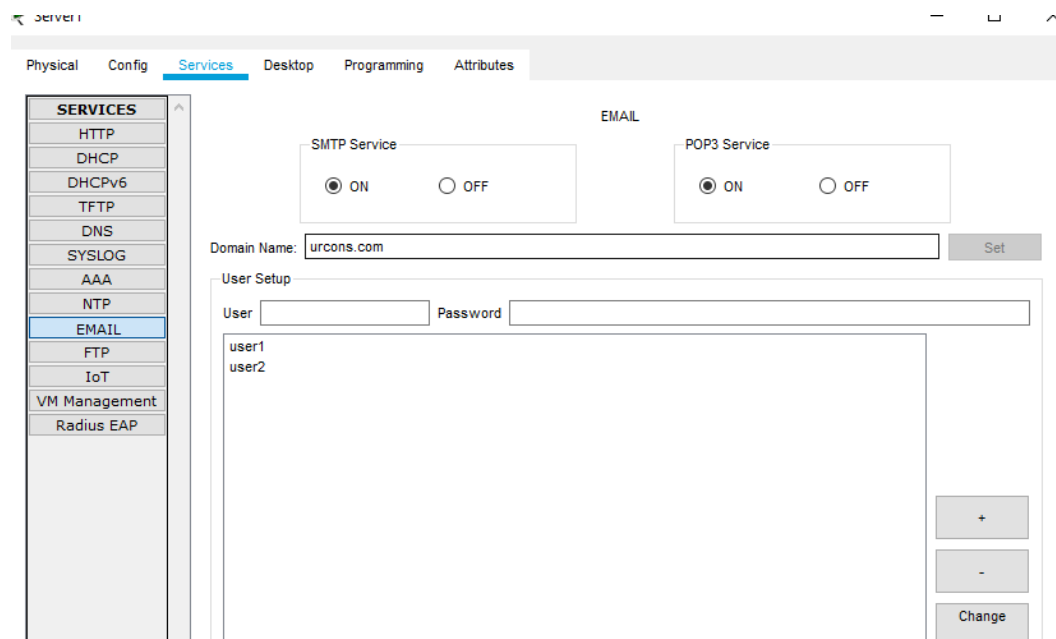 Server1
Physical Config Services Desktop Programming Attributes
SERVICES
HTTP
DHCP
DHCPv6
TFTP
DNS
SYSLOG
AAA
NTP
EMAIL
FTP
IoT
VM Management
Radius EAP
EMAIL
SMTP Service
ON OFF
POP3 Service
ON OFF
Domain Name: urcons.com Set
User Setup
User Password
user1
user2
+
-
Change